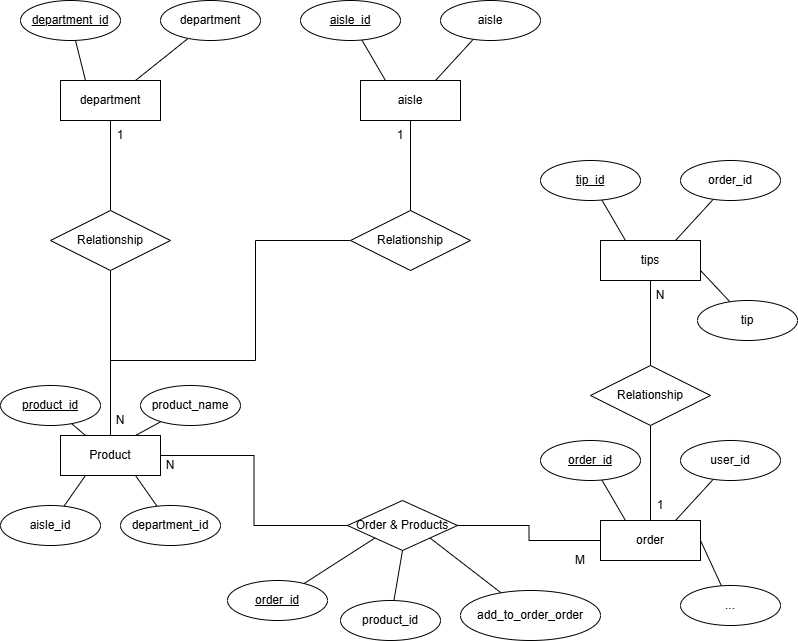 department_id
department
aisle_id
aisle
department
aisle
1
1
tip_id
order_id
Relationship
Relationship
tips
N
tip
Relationship
product_id
product_name
N
Product
N
order_id
user_id
1
aisle_id
department_id
Order & Products
order
M
order_id
product_id
add_to_order_order
...